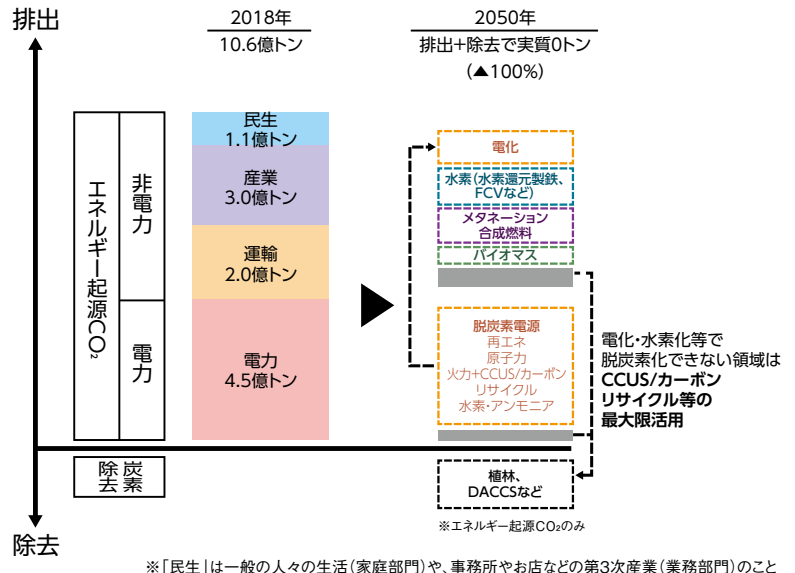 排出
2018年
10.6億トン
2050年
排出+除去で実質0トン
(▲100%)
エネルギー起源CO₂
非電力
電力
民生
1.1億トン
産業
3.0億トン
運輸
2.0億トン
電力
4.5億トン
電化
水素(水素還元製鉄、
FCVなど)
メタネーション
合成燃料
バイオマス
脱炭素電源
再エネ
原子力
火力+CCUS/カーボン
リサイクル
水素・アンモニア
電化・水素化等で
脱炭素化できない領域は
CCUS/カーボン
リサイクル等の
最大限活用
炭素
除去
植林、
DACCSなど
※エネルギー起源CO₂のみ
除去
※「民生」は一般の人々の生活(家庭部門)や、事務所やお店などの第3次産業(業務部門)のこと